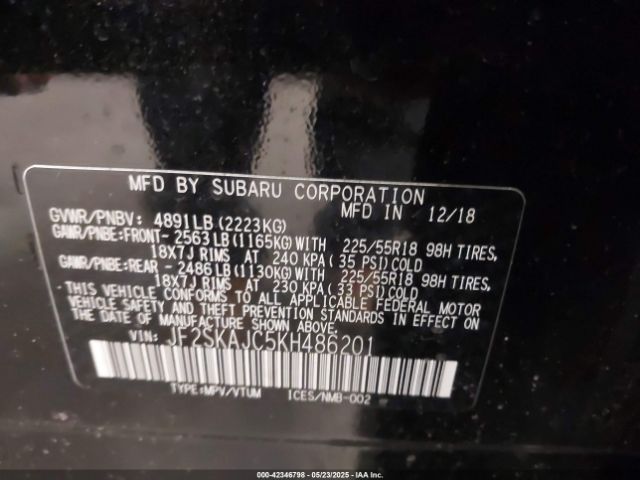 MFD BY SUBARU CORPORATION
GVWR/PNBV: 4891LB (2223KG) MFD IN 12/18
GAWR/PNBE:FRONT- 2563LB(1165KG)WITH 225/55R18 98H TIRES,
18X7J RIMS AT 240 KPA( 35 PSI)COLD
GAWR/PNBE:REAR - 2486LB(1130KG)WITH 225/55R18 98H TIRES,
18X7J RIMS AT 230 KPA( 33 PSI)COLD
*THIS VEHICLE CONFORMS TO ALL APPLICABLE FEDERAL MOTOR
VEHICLE SAFETY AND THEFT PREVENTION STANDARDS IN EFFECT ON
THE DATE OF MANUFACTURE SHOWN ABOVE.
VIN: JF2SKAJC5KH486201
TYPE:MPV/VTUM ICES/NMB-002
000-42346798 - 05/23/2025 - IAA Inc.